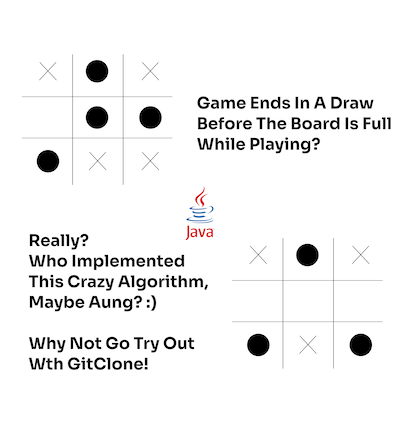 Game Ends In A Draw
Before The Board Is Full
While Playing?
Java
Really?
Who Implemented
This Crazy Algorithm,
Maybe Aung? :)
Why Not Go Try Out
Wth GitClone!